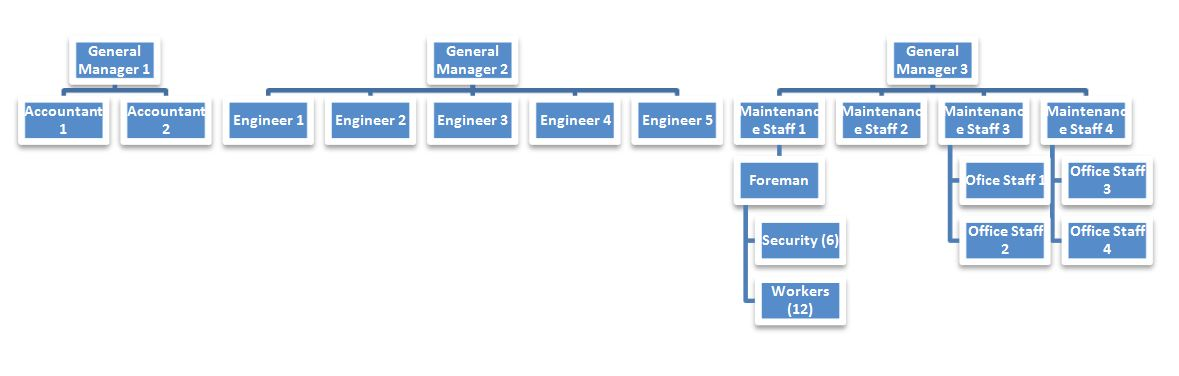 General
Manager 1
General
Manager 2
General
Manager 3
Accountant
1
Accountant
2
Engineer 1
Engineer 2
Engineer 3
Engineer 4
Engineer 5
Maintenanc
e Staff 1
Maintenanc
e Staff 2
Maintenanc
e Staff 3
Maintenanc
e Staff 4
Foreman
Security (6)
Workers
(12)
Ofice Staff 1
Office Staff
2
Office Staff
3
Office Staff
4